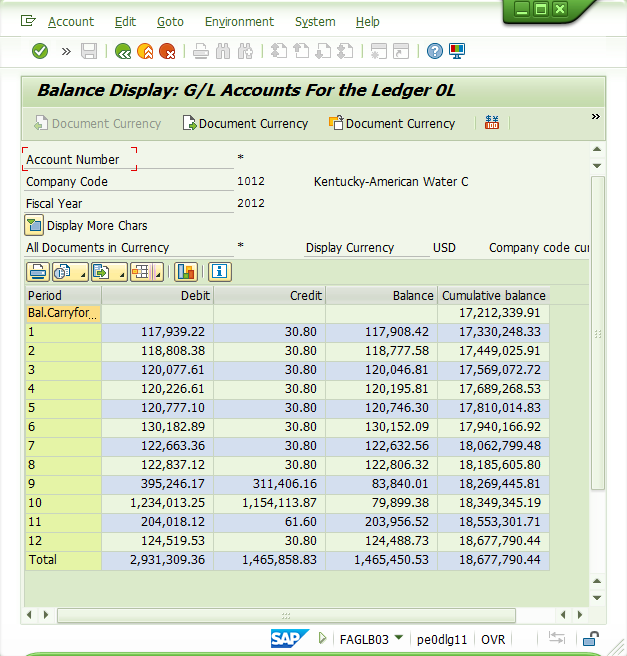 Account Edit Goto Environment System Help
Balance Display: G/L Accounts For the Ledger 0L
Document Currency Document Currency Document Currency
Account Number *
Company Code 1012 Kentucky-American Water C
Fiscal Year 2012
Display More Chars
All Documents in Currency * Display Currency USD Company code cur
Period Debit Credit Balance Cumulative balance
Bal.Carryfor... 17,212,339.91
1 117,939.22 30.80 117,908.42 17,330,248.33
2 118,808.38 30.80 118,777.58 17,449,025.91
3 120,077.61 30.80 120,046.81 17,569,072.72
4 120,226.61 30.80 120,195.81 17,689,268.53
5 120,777.10 30.80 120,746.30 17,810,014.83
6 130,182.89 30.80 130,152.09 17,940,166.92
7 122,663.36 30.80 122,632.56 18,062,799.48
8 122,837.12 30.80 122,806.32 18,185,605.80
9 395,246.17 311,406.16 83,840.01 18,269,445.81
10 1,234,013.25 1,154,113.87 79,899.38 18,349,345.19
11 204,018.12 61.60 203,956.52 18,553,301.71
12 124,519.53 30.80 124,488.73 18,677,790.44
Total 2,931,309.36 1,465,858.83 1,465,450.53 18,677,790.44
SAP FAGLB03 pe0dlg11 OVR